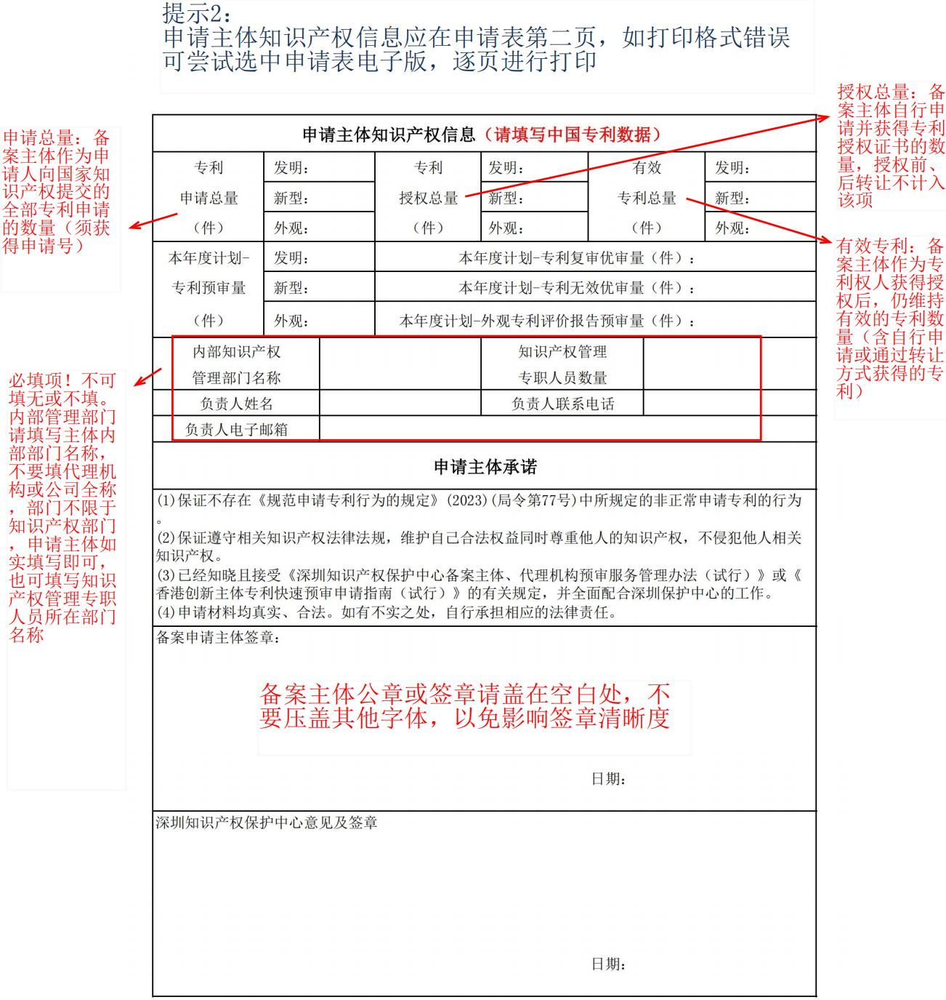 提示2：
申请主体知识产权信息应在申请表第二页，如打印格式错误
可尝试选中申请表电子版，逐页进行打印
授权总量：备
案主体自行申
请并获得专利
授权证书的数
量，授权前、
后转让不计入
该项
申请总量：备
案主体作为申
请人向国家知
识产权提交的
全部专利申请
的数量（须获
得申请号）
申请主体知识产权信息（请填写中国专利数据）
专利
申请总量
（件）
发明：
新型：
外观：
专利
授权总量
（件）
发明：
新型：
外观：
有效
专利总量
（件）
发明：
新型：
外观：
有效专利：备
案主体作为专
利权人获得授
权后，仍维持
有效的专利数
量（含自行申
请或通过转让
方式获得的专
利）
本年度计划-
专利预审量
（件）
发明：
本年度计划-专利复审优审量（件）：
新型：
本年度计划-专利无效优审量（件）：
外观：
本年度计划-外观专利评价报告预审量（件）：
必填项！不可
填无或不填。
内部管理部门
请填写主体内
部部门名称，
不要填代理机
构或公司全称
，部门不限于
知识产权部门
，申请主体如
实填写即可，
也可填写知识
产权管理专职
人员所在部门
名称
内部知识产权
管理部门名称
知识产权管理
专职人员数量
负责人姓名
负责人联系电话
负责人电子邮箱
申请主体承诺
(1)保证不存在《规范申请专利行为的规定》(2023)(局令第77号)中所规定的非正常申请专利的行为
。
(2)保证遵守相关知识产权法律法规，维护自己合法权益同时尊重他人的知识产权，不侵犯他人相关
知识产权。
(3)已经知晓且接受《深圳知识产权保护中心备案主体、代理机构预审服务管理办法（试行）》或《
香港创新主体专利快速预审申请指南（试行）》的有关规定，并全面配合深圳保护中心的工作。
(4)申请材料均真实、合法。如有不实之处，自行承担相应的法律责任。
备案申请主体签章：
备案主体公章或签章请盖在空白处，不
要压盖其他字体，以免影响签章清晰度
日期：
深圳知识产权保护中心意见及签章
日期：